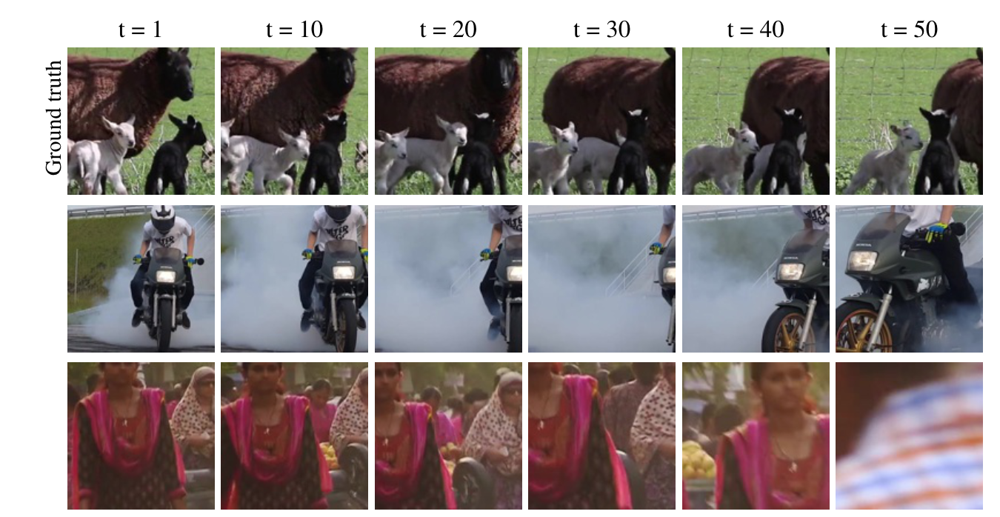 t = 1 t = 10 t = 20 t = 30 t = 40 t = 50
Ground truth